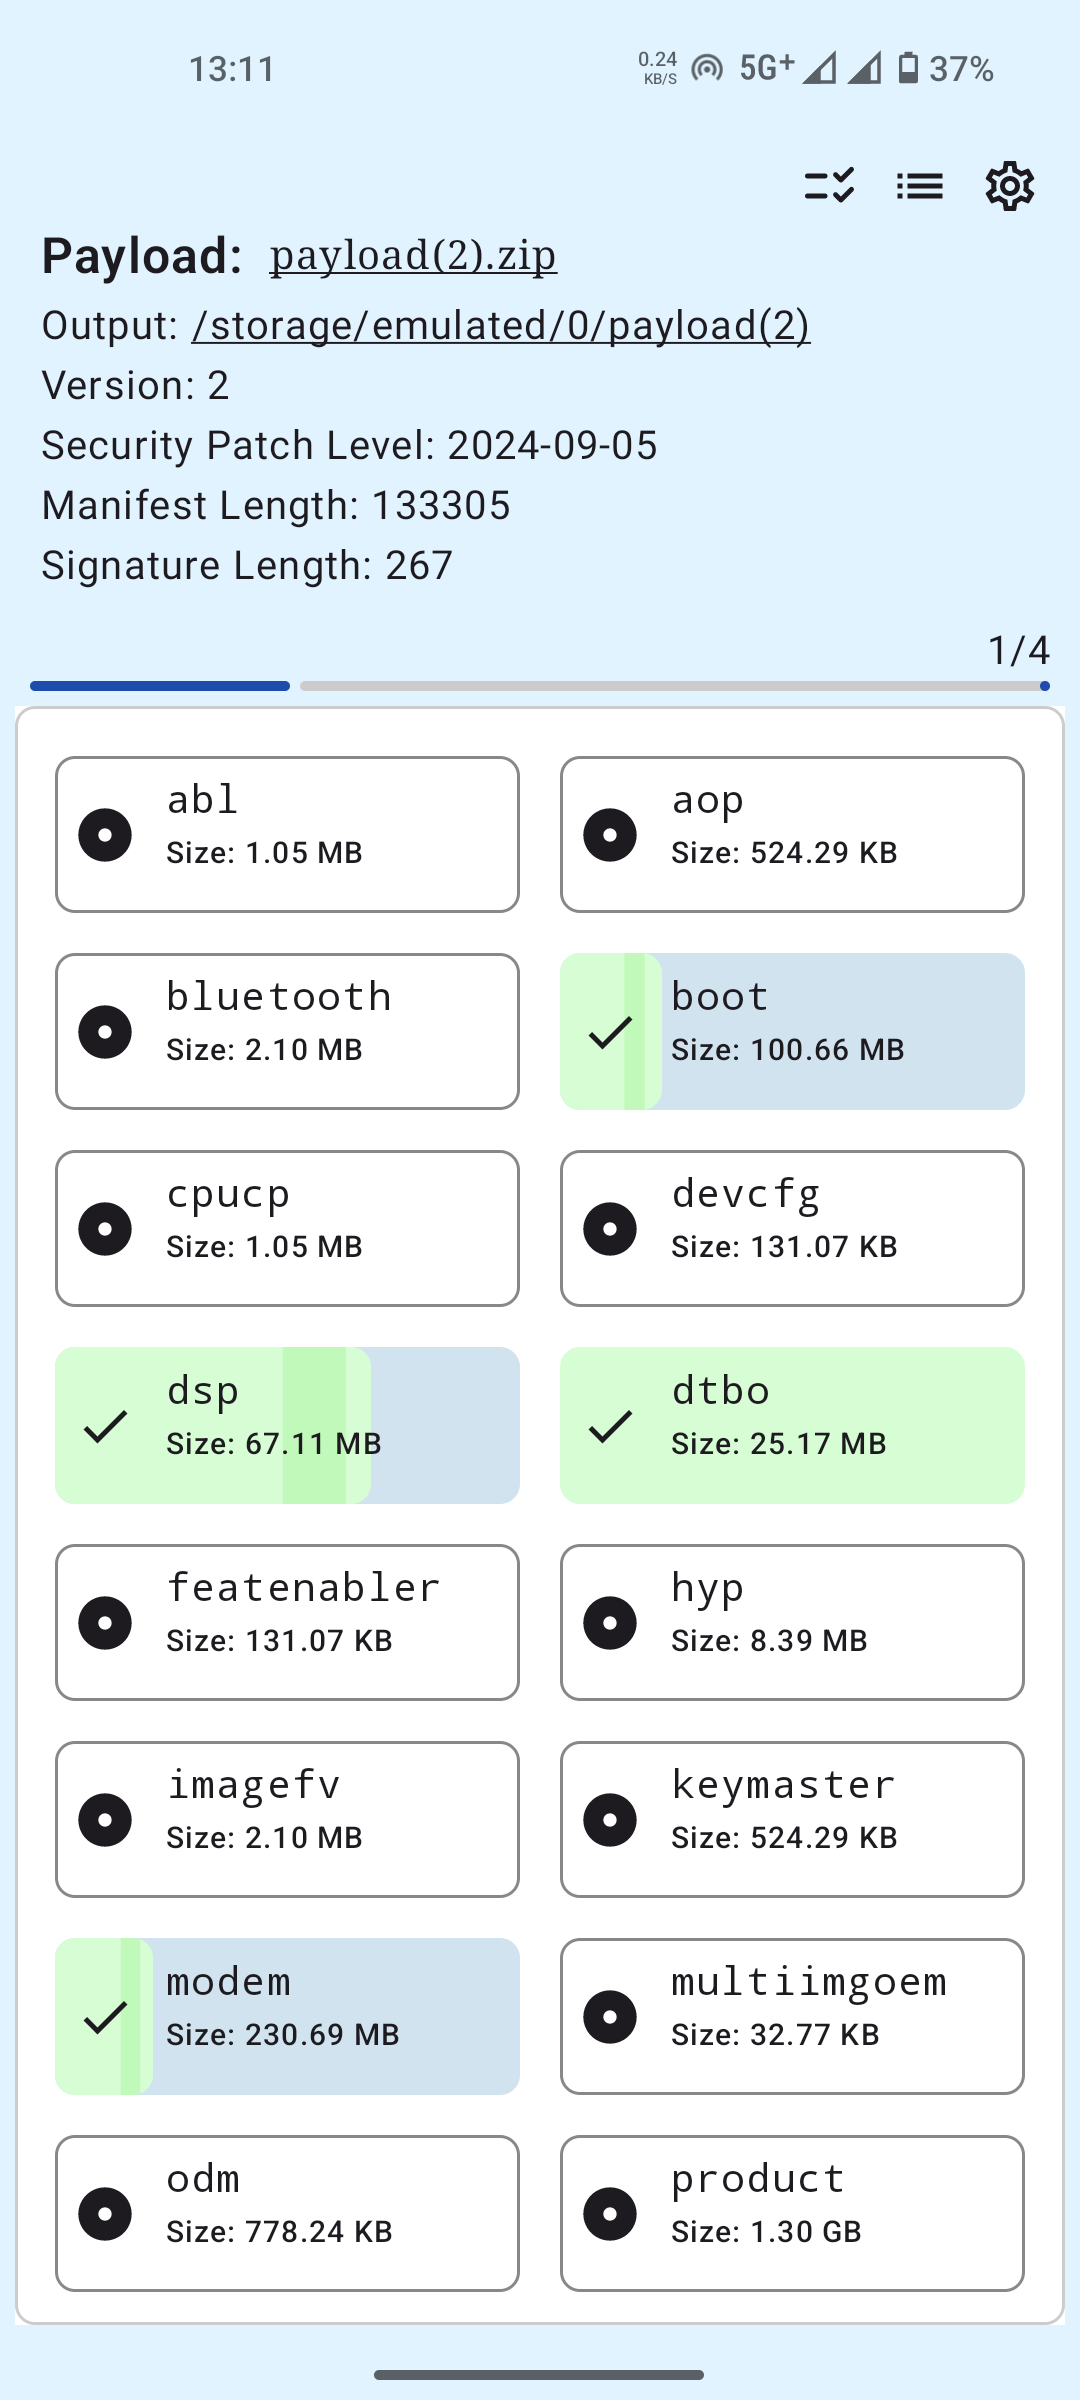 13:11
0.24
KB/S
5G+
37%
Payload: payload(2).zip
Output: /storage/emulated/0/payload(2)
Version: 2
Security Patch Level: 2024-09-05
Manifest Length: 133305
Signature Length: 267
1/4
abl
Size: 1.05 MB
aop
Size: 524.29 KB
bluetooth
Size: 2.10 MB
boot
Size: 100.66 MB
cpucp
Size: 1.05 MB
devcfg
Size: 131.07 KB
dsp
Size: 67.11 MB
dtbo
Size: 25.17 MB
featenabler
Size: 131.07 KB
hyp
Size: 8.39 MB
imagefv
Size: 2.10 MB
keymaster
Size: 524.29 KB
modem
Size: 230.69 MB
multiimgoem
Size: 32.77 KB
odm
Size: 778.24 KB
product
Size: 1.30 GB